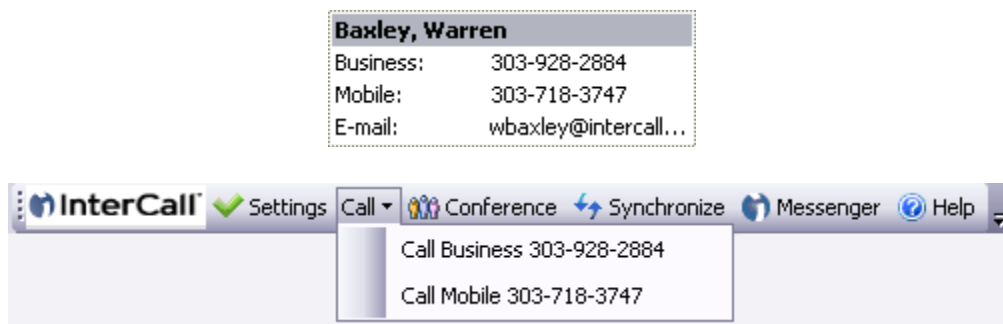 Baxley, Warren
Business: 303-928-2884
Mobile: 303-718-3747
E-mail: wbaxley@intercall...
InterCall Settings Call Conference Synchronize Messenger Help
Call Business 303-928-2884
Call Mobile 303-718-3747